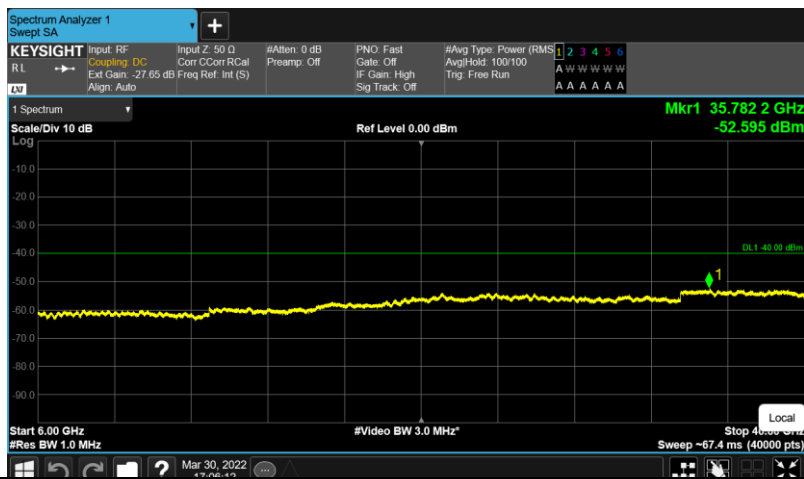 Spectrum Analyzer 1
Swept SA
KEYSIGHT
RL
LXI
Input: RF
Coupling: DC
Ext Gain: -27.65 dB
Align: Auto
Input Z: 50 Ω
Corr CCorr RCal
Freq Ref: Int (S)
#Atten: 0 dB
Preamp: Off
PNO: Fast
Gate: Off
IF Gain: High
Sig Track: Off
#Avg Type: Power (RMS
Avg|Hold: 100/100
Trig: Free Run
1 2 3 4 5 6
A W W W W W
A A A A A A
1 Spectrum
Scale/Div 10 dB
Ref Level 0.00 dBm
Mkr1 35.782 2 GHz
-52.595 dBm
Log
-10.0
-20.0
-30.0
-40.0
DL1 -40.00 dBm
-50.0
1
-60.0
-70.0
-80.0
-90.0
Local
Start 6.00 GHz
#Video BW 3.0 MHz*
Stop
#Res BW 1.0 MHz
Sweep ~67.4 ms (40000 pts)
?
Mar 30, 2022